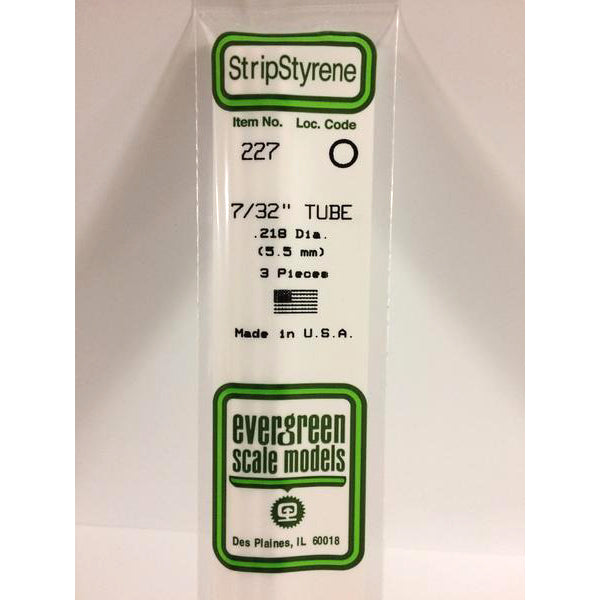 StripStyrene
Item No. Loc. Code
227
7/32" TUBE
.218 Dia.
(5.5 mm)
3 Pieces
Made in U.S.A.
evergreen
scale models
Des Plaines, IL 60018